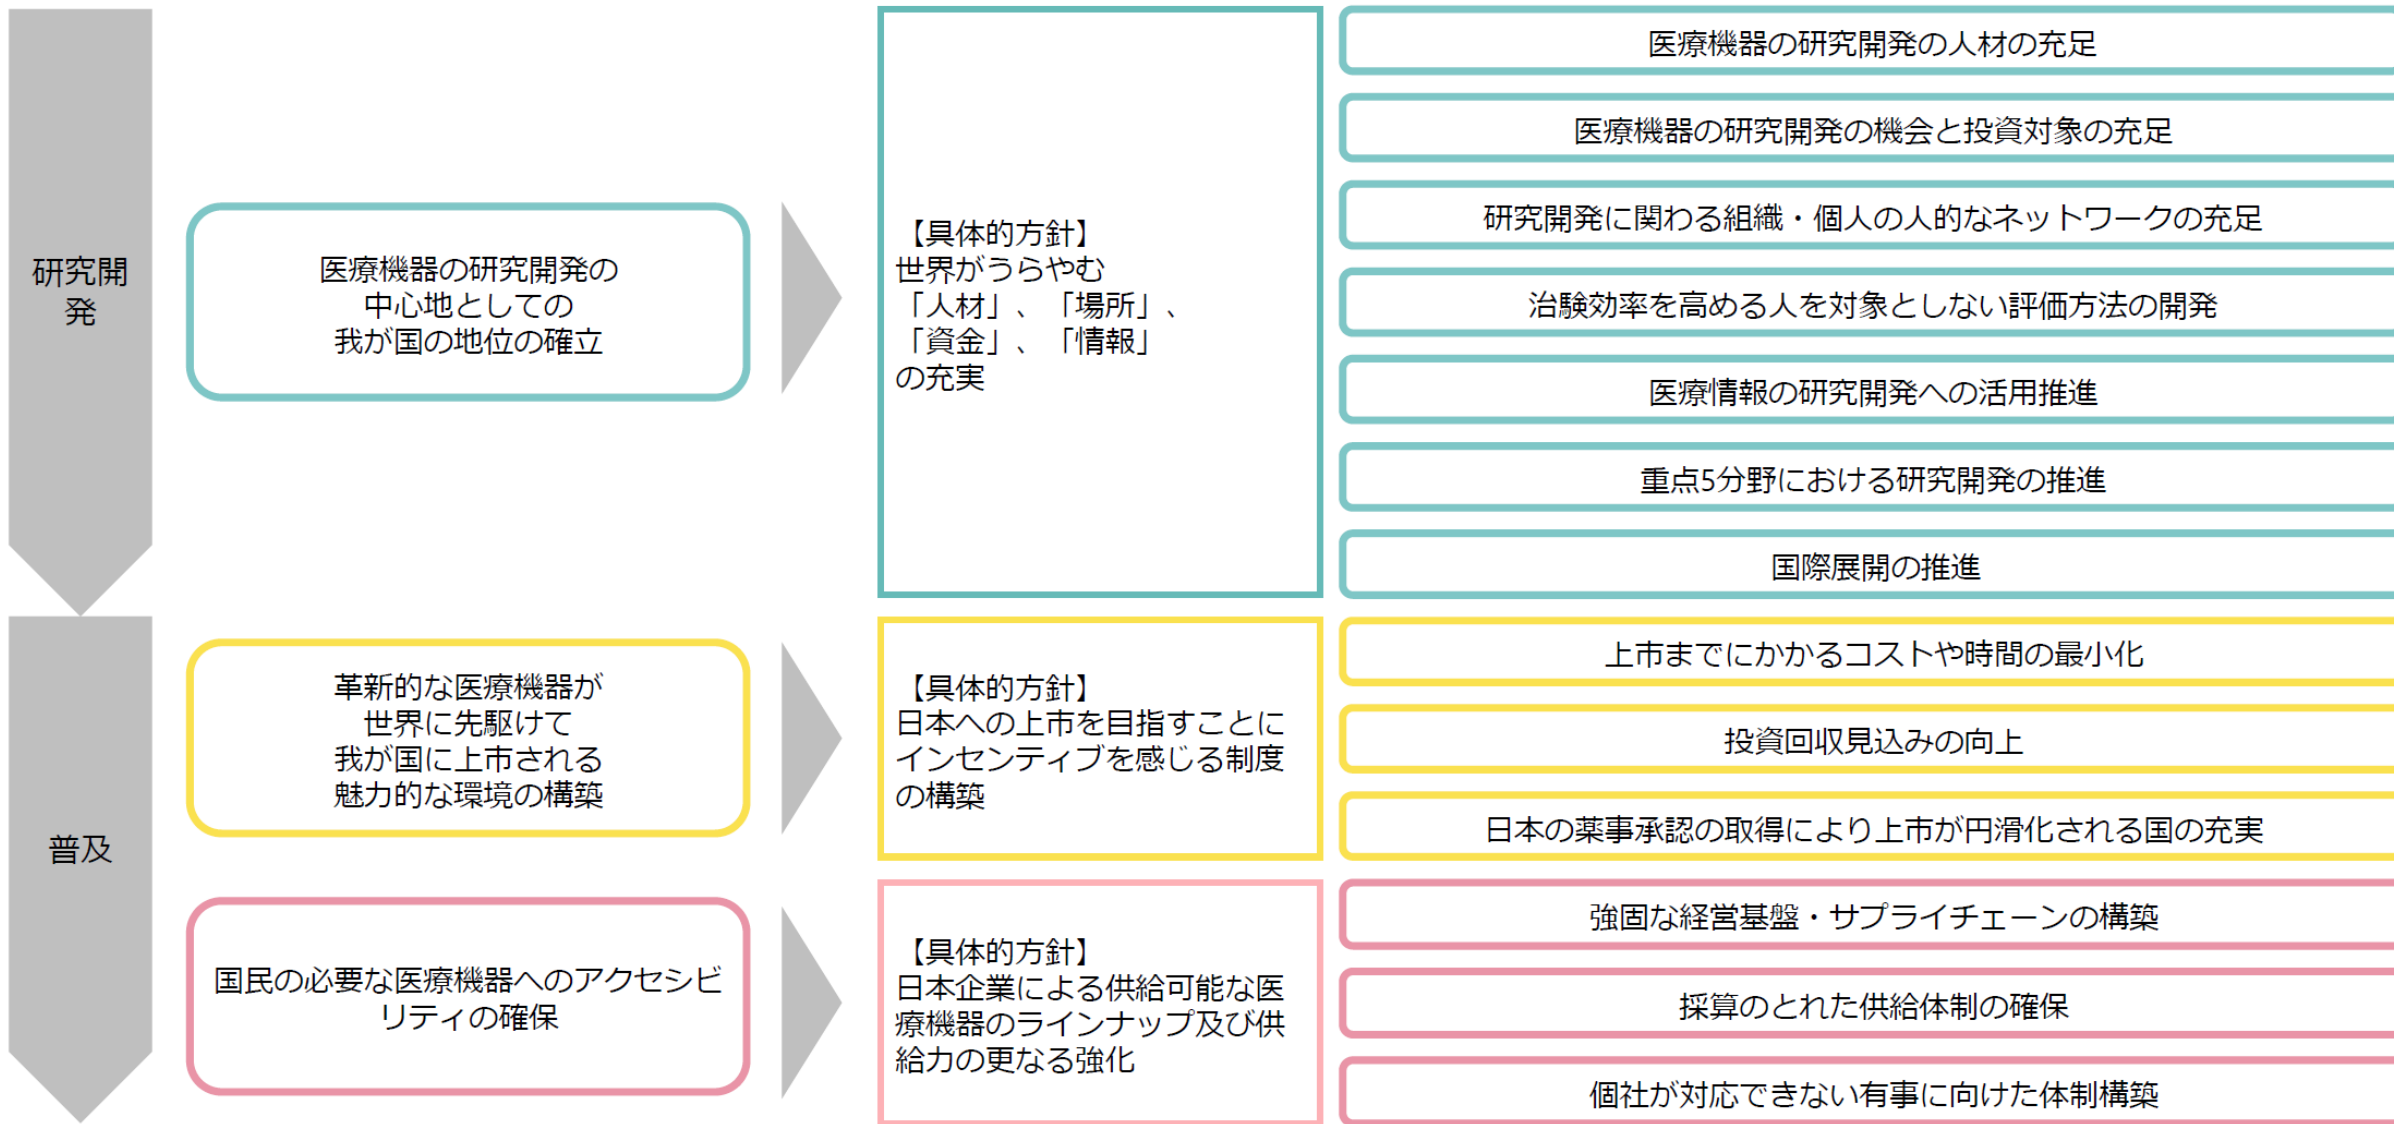 研究開
発
医療機器の研究開発の
中心地としての
我が国の地位の確立
【具体的方針】
世界がうらやむ
「人材」、「場所」、
「資金」、「情報」
の充実
医療機器の研究開発の人材の充足
医療機器の研究開発の機会と投資対象の充足
研究開発に関わる組織・個人の人的なネットワークの充足
治験効率を高める人を対象としない評価方法の開発
医療情報の研究開発への活用推進
重点5分野における研究開発の推進
国際展開の推進
普及
革新的な医療機器が
世界に先駆けて
我が国に上市される
魅力的な環境の構築
【具体的方針】
日本への上市を目指すことに
インセンティブを感じる制度
の構築
上市までにかかるコストや時間の最小化
投資回収見込みの向上
日本の薬事承認の取得により上市が円滑化される国の充実
国民の必要な医療機器へのアクセシビ
リティの確保
【具体的方針】
日本企業による供給可能な医
療機器のラインナップ及び供
給力の更なる強化
強固な経営基盤・サプライチェーンの構築
採算のとれた供給体制の確保
個社が対応できない有事に向けた体制構築